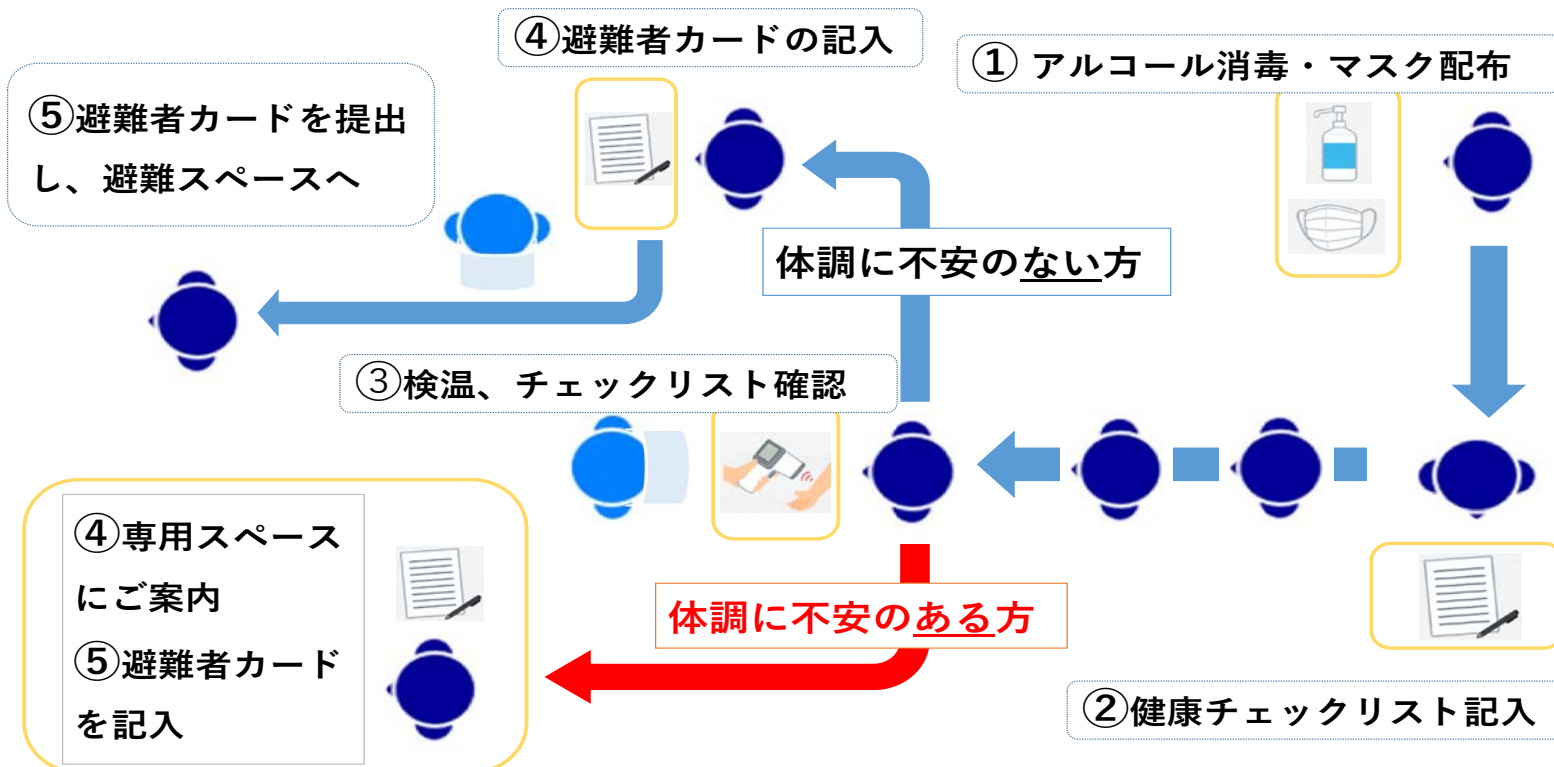 ④避難者カードの記入
① アルコール消毒・マスク配布
⑤避難者カードを提出
し、避難スペースへ
体調に不安のない方
③検温、チェックリスト確認
④専用スペース
にご案内
⑤避難者カード
を記入
体調に不安のある方
②健康チェックリスト記入